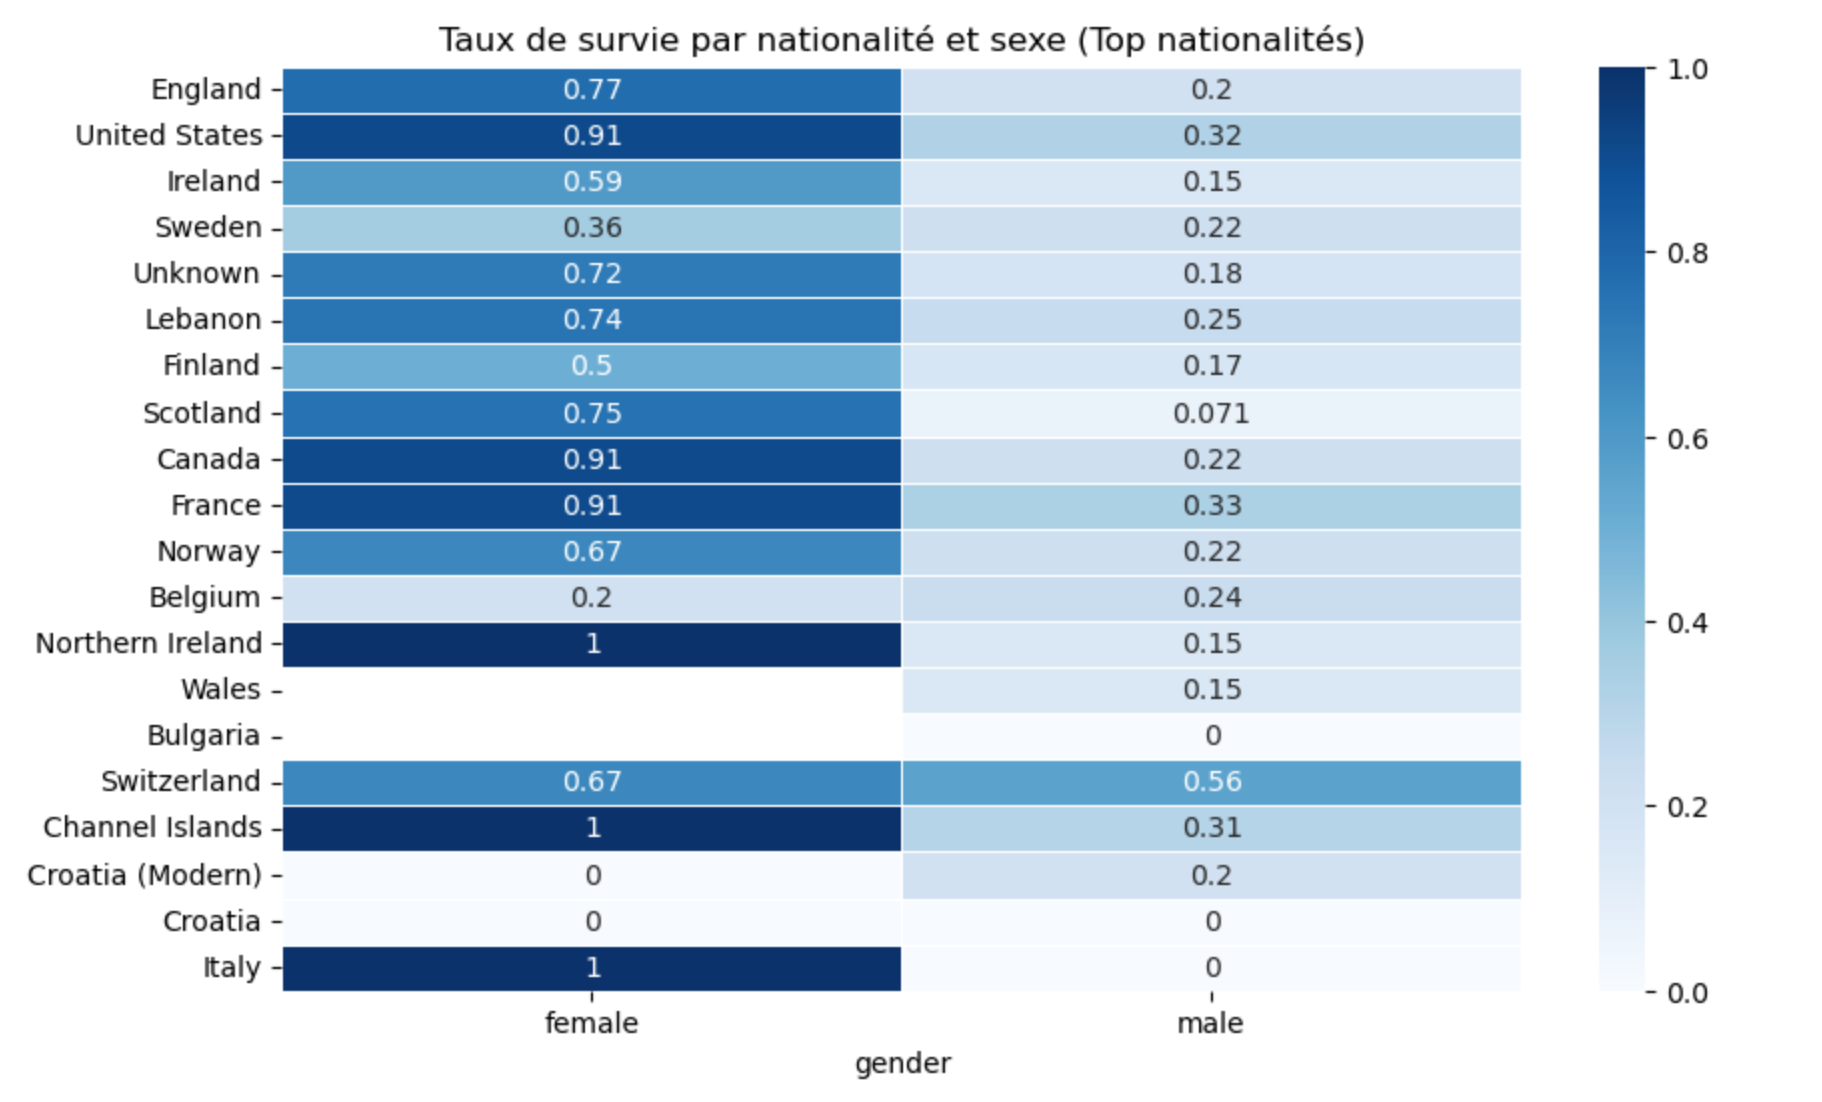 Taux de survie par nationalité et sexe (Top nationalités)
England 0.77 0.2
United States 0.91 0.32
Ireland 0.59 0.15
Sweden 0.36 0.22
Unknown 0.72 0.18
Lebanon 0.74 0.25
Finland 0.5 0.17
Scotland 0.75 0.071
Canada 0.91 0.22
France 0.91 0.33
Norway 0.67 0.22
Belgium 0.2 0.24
Northern Ireland 1 0.15
Wales 0.15
Bulgaria 0
Switzerland 0.67 0.56
Channel Islands 1 0.31
Croatia (Modern) 0 0.2
Croatia 0 0
Italy 1 0
female male
gender
1.0
0.8
0.6
0.4
0.2
0.0